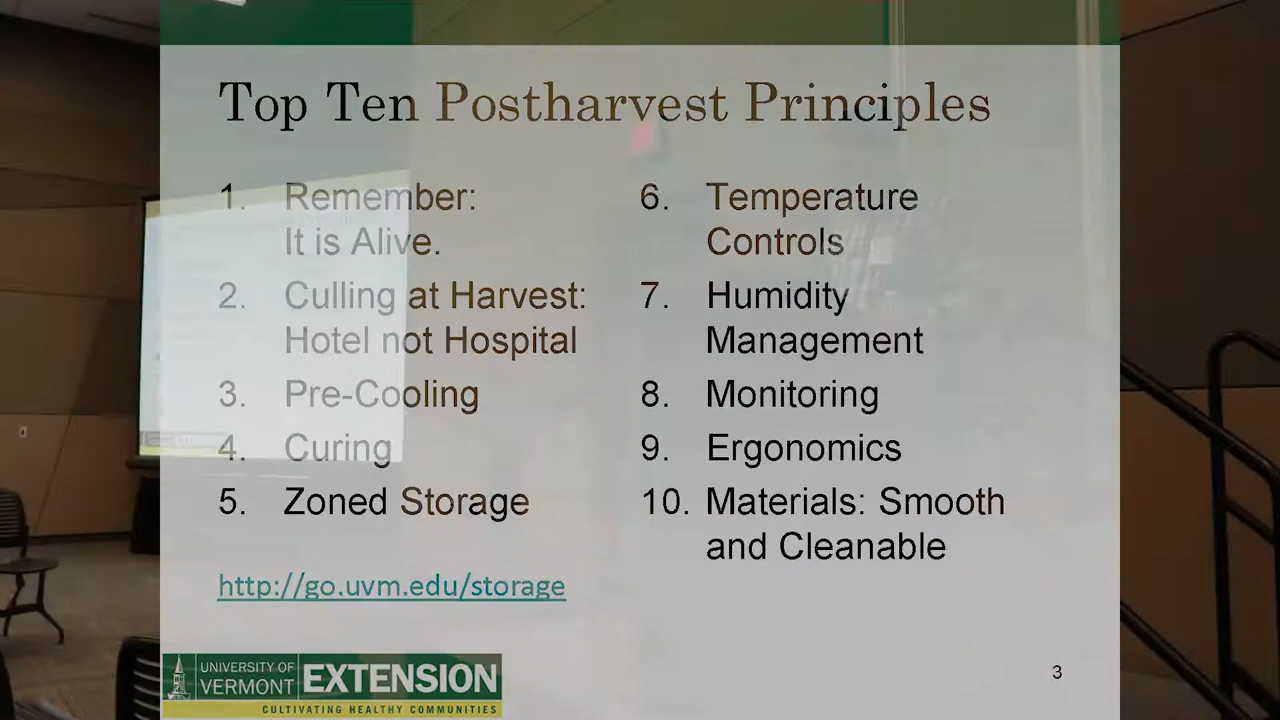 Top Ten Postharvest Principles
1. Remember:
It is Alive.
2. Culling at Harvest:
Hotel not Hospital
3. Pre-Cooling
4. Curing
5. Zoned Storage
http://go.uvm.edu/storage
6. Temperature
Controls
7. Humidity
Management
8. Monitoring
9. Ergonomics
10. Materials: Smooth
and Cleanable
UNIVERSITY OF
VERMONT
EXTENSION
CULTIVATING HEALTHY COMMUNITIES
3